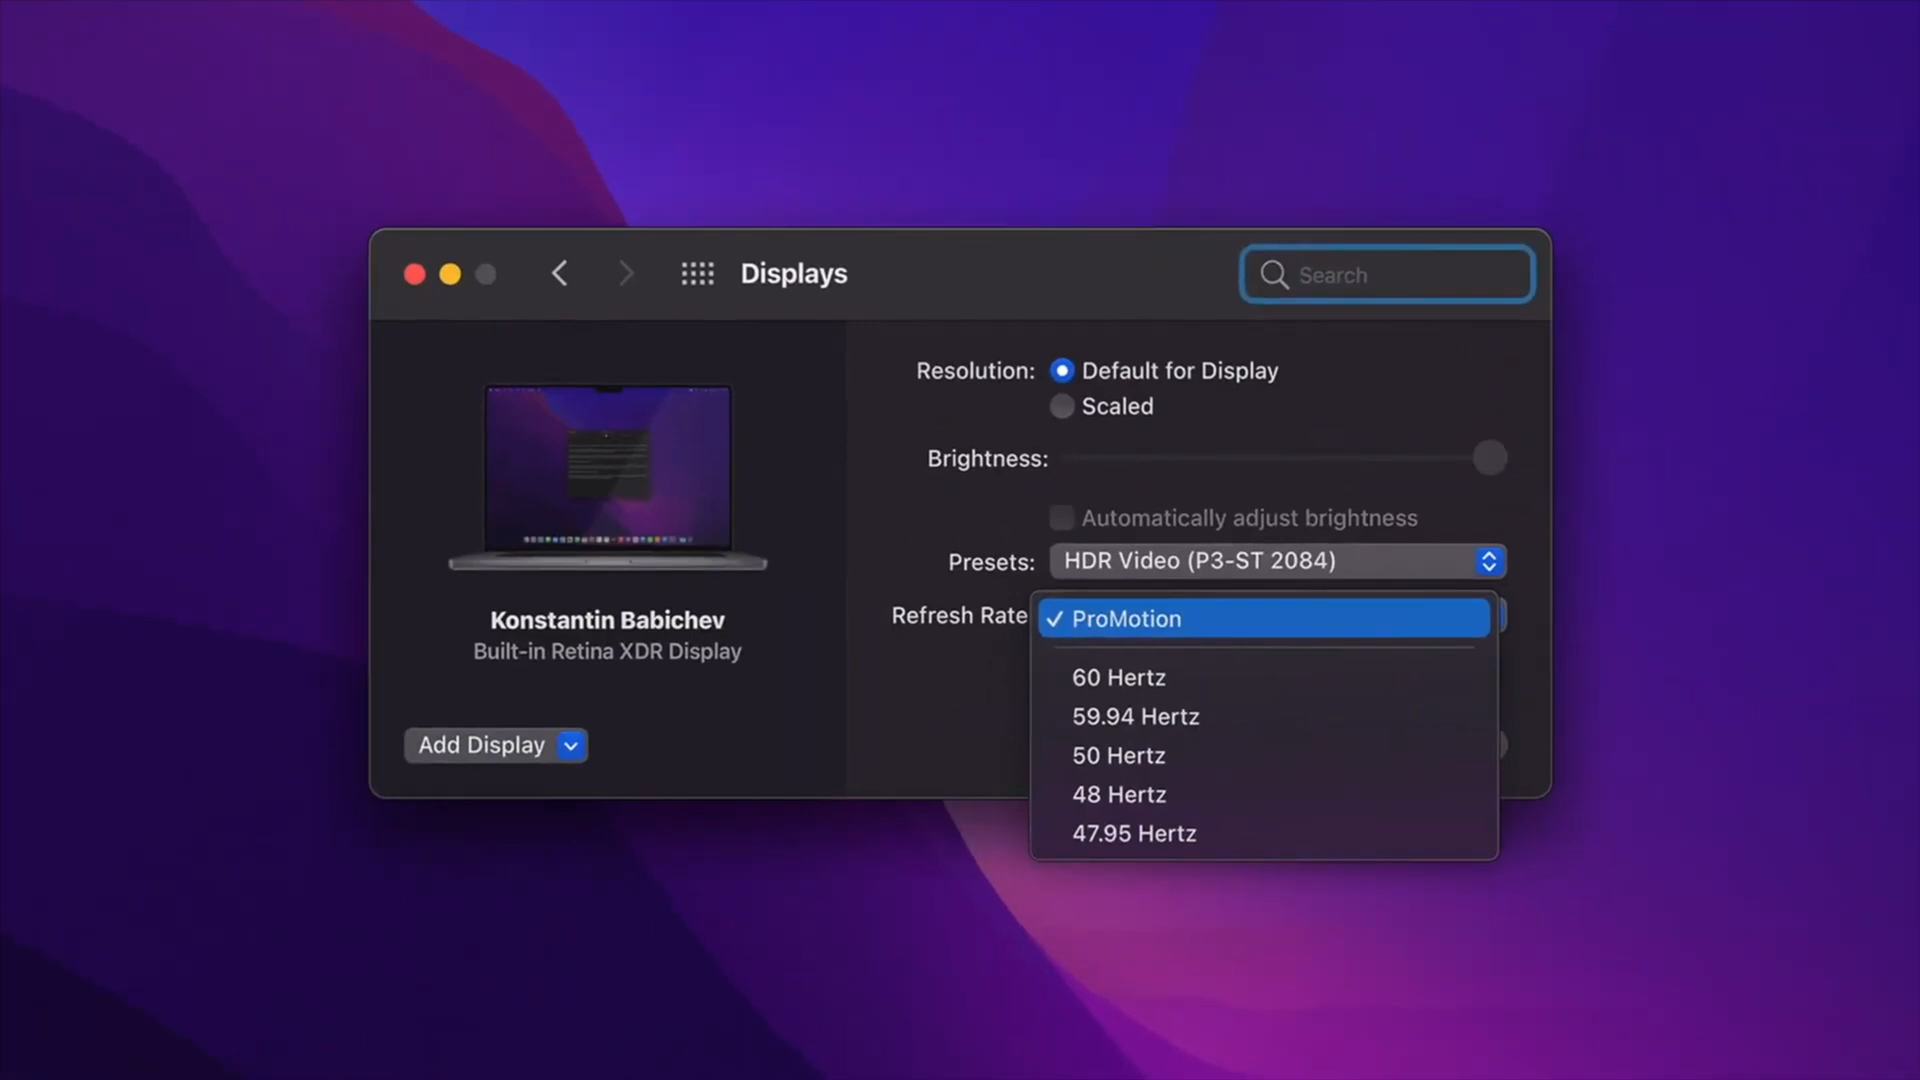 Displays
Search
Resolution: Default for Display
Scaled
Brightness:
Automatically adjust brightness
Presets: HDR Video (P3-ST 2084)
Refresh Rate ✓ ProMotion
60 Hertz
59.94 Hertz
50 Hertz
48 Hertz
47.95 Hertz
Konstantin Babichev
Built-in Retina XDR Display
Add Display